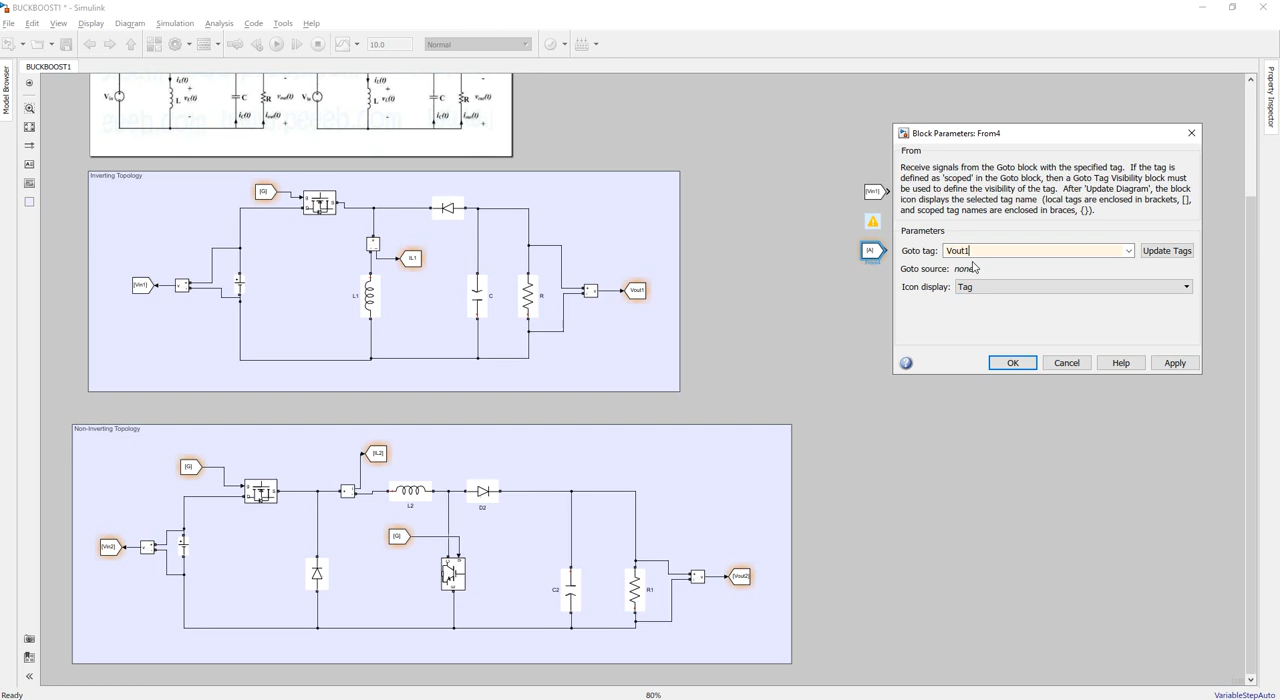 BUCKBOOST1 * - Simulink
File Edit View Display Diagram Simulation Analysis Code Tools Help
10.0 Normal
BUCKBOOST1
Model Browser
Property Inspector
Inverting Topology
[G]
[Vin1]
v
IL1
L1
C
R
v
Vout1
Non-Inverting Topology
[IL2]
[G]
L2
D2
[G]
[Vin2]
v
C2
R1
v
[Vout2]
[Vin1]
[A]
From4
Block Parameters: From4
From
Receive signals from the Goto block with the specified tag. If the tag is
defined as 'scoped' in the Goto block, then a Goto Tag Visibility block must
be used to define the visibility of the tag. After 'Update Diagram', the block
icon displays the selected tag name (local tags are enclosed in brackets, [],
and scoped tag names are enclosed in braces, {}).
Parameters
Goto tag: Vout1 Update Tags
Goto source: none
Icon display: Tag
OK Cancel Help Apply
Ready 80% VariableStepAuto